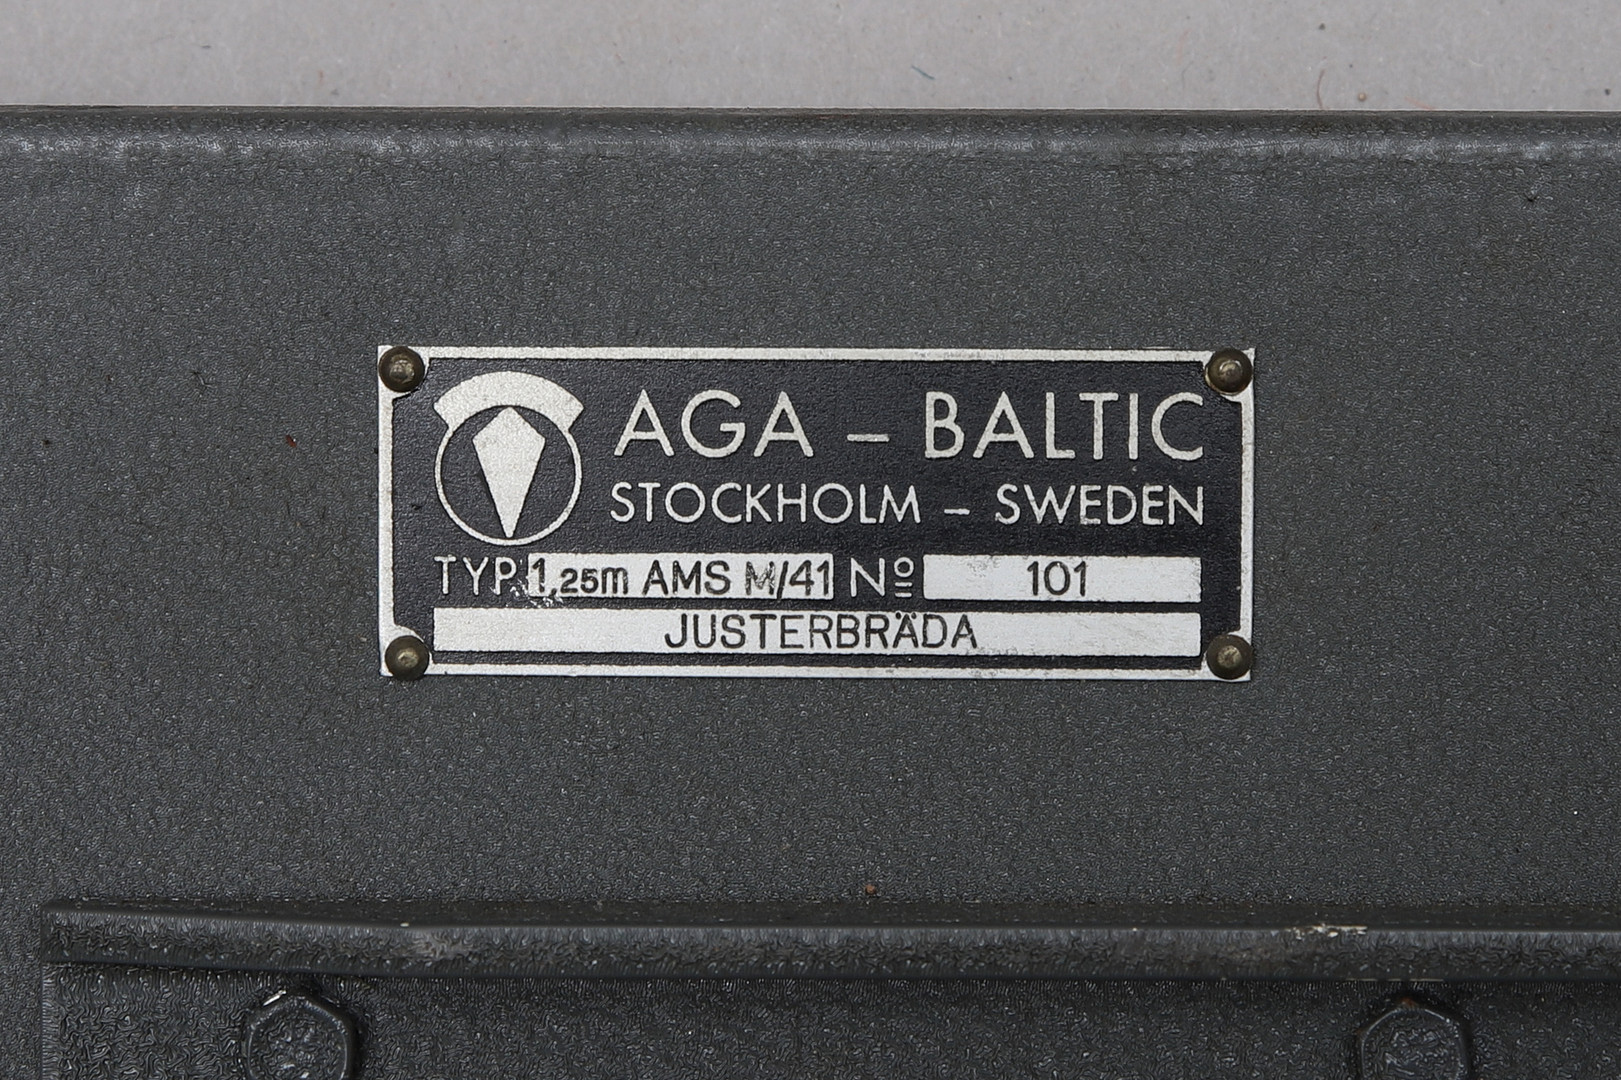 AGA – BALTIC
STOCKHOLM – SWEDEN
TYP 1,25m AMS M/41 Nº 101
JUSTERBRÄDA